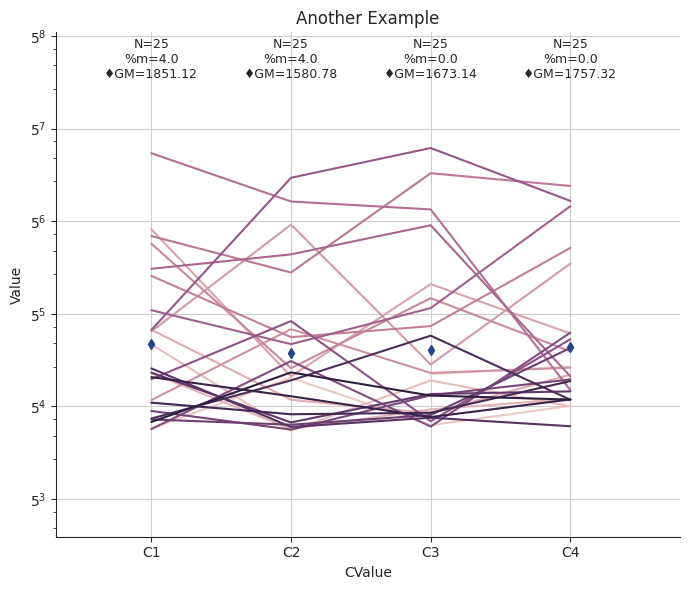 Another Example
N=25 N=25 N=25 N=25
%m=4.0 %m=4.0 %m=0.0 %m=0.0
♦GM=1851.12 ♦GM=1580.78 ♦GM=1673.14 ♦GM=1757.32
5⁸
5⁷
5⁶
5⁵
5⁴
5³
Value
C1 C2 C3 C4
CValue